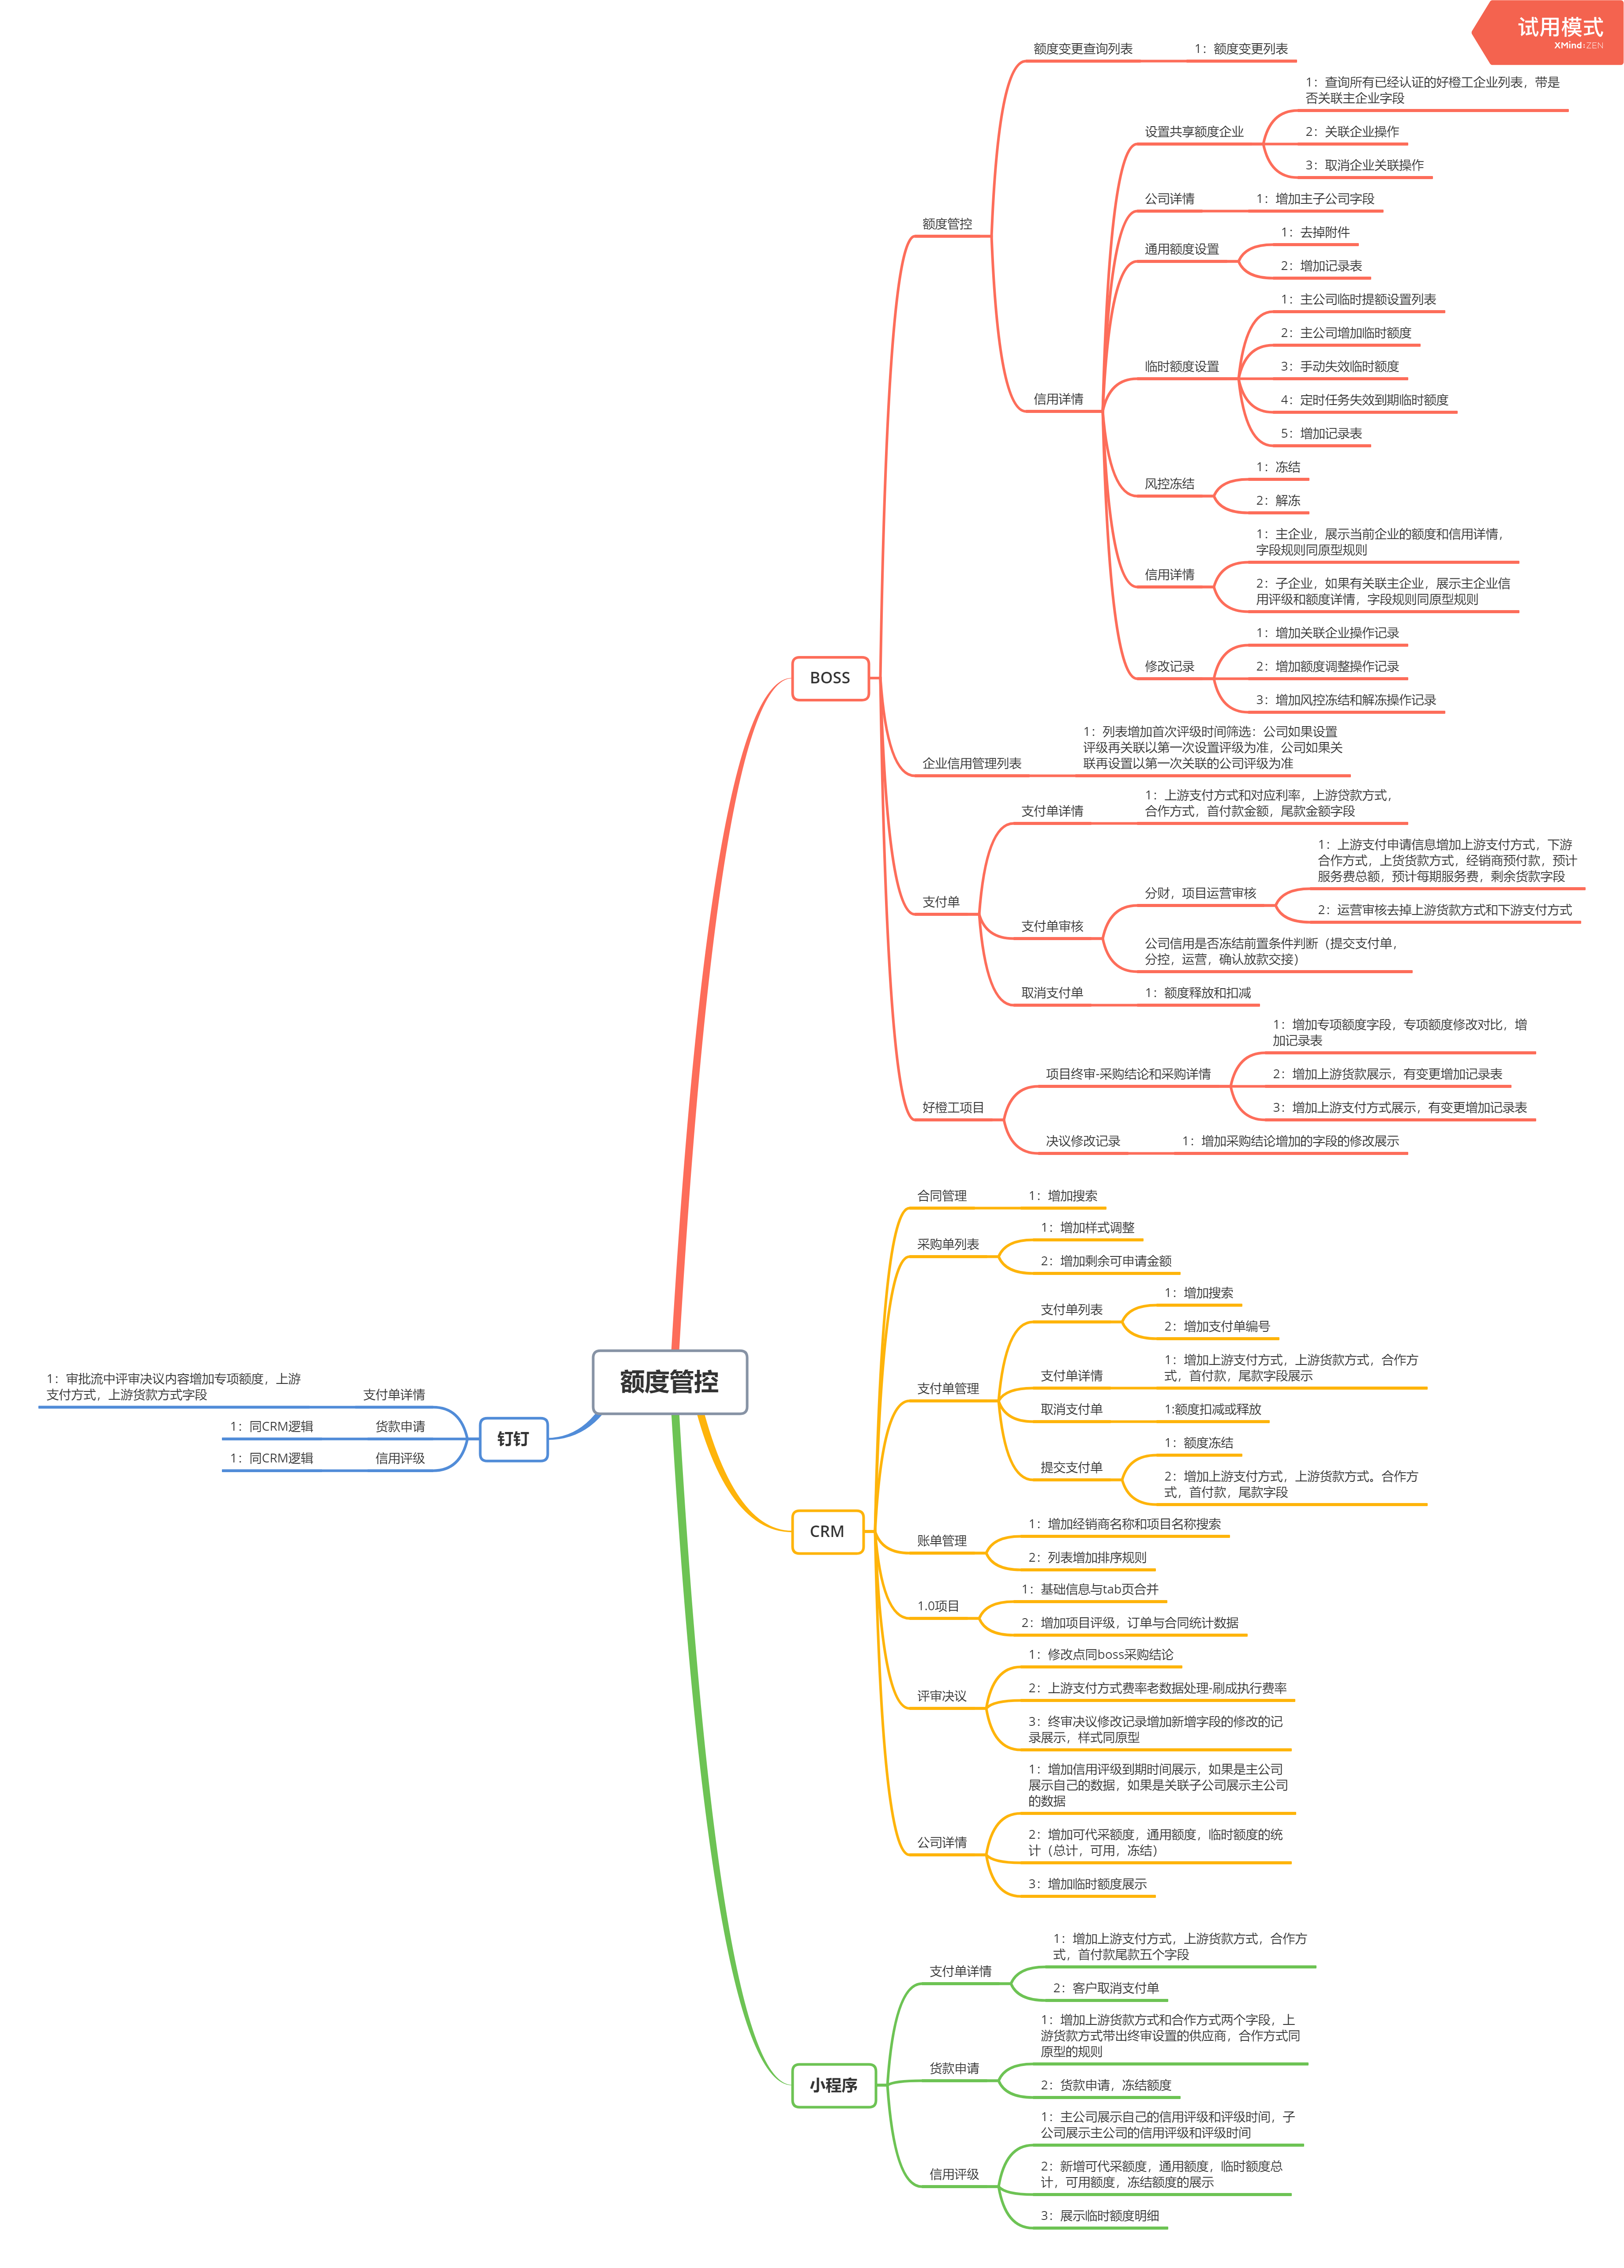 试用模式
XMind:ZEN
额度管控
BOSS
额度管控
额度变更查询列表
1：额度变更列表
信用详情
设置共享额度企业
1：查询所有已经认证的好橙工企业列表，带是
否关联主企业字段
2：关联企业操作
3：取消企业关联操作
公司详情
1：增加主子公司字段
通用额度设置
1：去掉附件
2：增加记录表
临时额度设置
1：主公司临时提额设置列表
2：主公司增加临时额度
3：手动失效临时额度
4：定时任务失效到期临时额度
5：增加记录表
风控冻结
1：冻结
2：解冻
信用详情
1：主企业，展示当前企业的额度和信用详情，
字段规则同原型规则
2：子企业，如果有关联主企业，展示主企业信
用评级和额度详情，字段规则同原型规则
修改记录
1：增加关联企业操作记录
2：增加额度调整操作记录
3：增加风控冻结和解冻操作记录
企业信用管理列表
1：列表增加首次评级时间筛选：公司如果设置
评级再关联以第一次设置评级为准，公司如果关
联再设置以第一次关联的公司评级为准
支付单
支付单详情
1：上游支付方式和对应利率，上游贷款方式，
合作方式，首付款金额，尾款金额字段
支付单审核
分财，项目运营审核
1：上游支付申请信息增加上游支付方式，下游
合作方式，上货货款方式，经销商预付款，预计
服务费总额，预计每期服务费，剩余货款字段
2：运营审核去掉上游货款方式和下游支付方式
公司信用是否冻结前置条件判断（提交支付单，
分控，运营，确认放款交接）
取消支付单
1：额度释放和扣减
好橙工项目
项目终审-采购结论和采购详情
1：增加专项额度字段，专项额度修改对比，增
加记录表
2：增加上游货款展示，有变更增加记录表
3：增加上游支付方式展示，有变更增加记录表
决议修改记录
1：增加采购结论增加的字段的修改展示
CRM
合同管理
1：增加搜索
采购单列表
1：增加样式调整
2：增加剩余可申请金额
支付单管理
支付单列表
1：增加搜索
2：增加支付单编号
支付单详情
1：增加上游支付方式，上游货款方式，合作方
式，首付款，尾款字段展示
取消支付单
1:额度扣减或释放
提交支付单
1：额度冻结
2：增加上游支付方式，上游货款方式。合作方
式，首付款，尾款字段
账单管理
1：增加经销商名称和项目名称搜索
2：列表增加排序规则
1.0项目
1：基础信息与tab页合并
2：增加项目评级，订单与合同统计数据
评审决议
1：修改点同boss采购结论
2：上游支付方式费率老数据处理-刷成执行费率
3：终审决议修改记录增加新增字段的修改的记
录展示，样式同原型
公司详情
1：增加信用评级到期时间展示，如果是主公司
展示自己的数据，如果是关联子公司展示主公司
的数据
2：增加可代采额度，通用额度，临时额度的统
计（总计，可用，冻结）
3：增加临时额度展示
小程序
支付单详情
1：增加上游支付方式，上游货款方式，合作方
式，首付款尾款五个字段
2：客户取消支付单
货款申请
1：增加上游货款方式和合作方式两个字段，上
游货款方式带出终审设置的供应商，合作方式同
原型的规则
2：货款申请，冻结额度
信用评级
1：主公司展示自己的信用评级和评级时间，子
公司展示主公司的信用评级和评级时间
2：新增可代采额度，通用额度，临时额度总
计，可用额度，冻结额度的展示
3：展示临时额度明细
钉钉
支付单详情
1：审批流中评审决议内容增加专项额度，上游
支付方式，上游货款方式字段
货款申请
1：同CRM逻辑
信用评级
1：同CRM逻辑